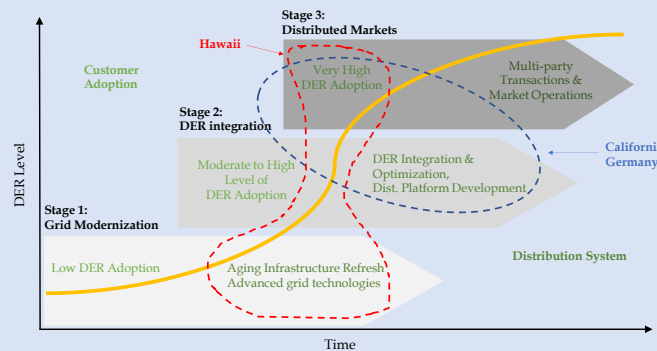 Stage 3:
Distributed Markets
Hawaii
Customer
Adoption
Very High
DER Adoption
Multi-party
Transactions &
Market Operations
Stage 2:
DER integration
California
Germany
Moderate to High
Level of
DER Adoption
DER Integration &
Optimization,
Dist. Platform Development
Stage 1:
Grid Modernization
Distribution System
Low DER Adoption
Aging Infrastructure Refresh
Advanced grid technologies
DER Level
Time